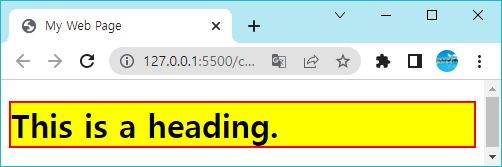 My Web Page
127.0.0.1:5500/c...
This is a heading.